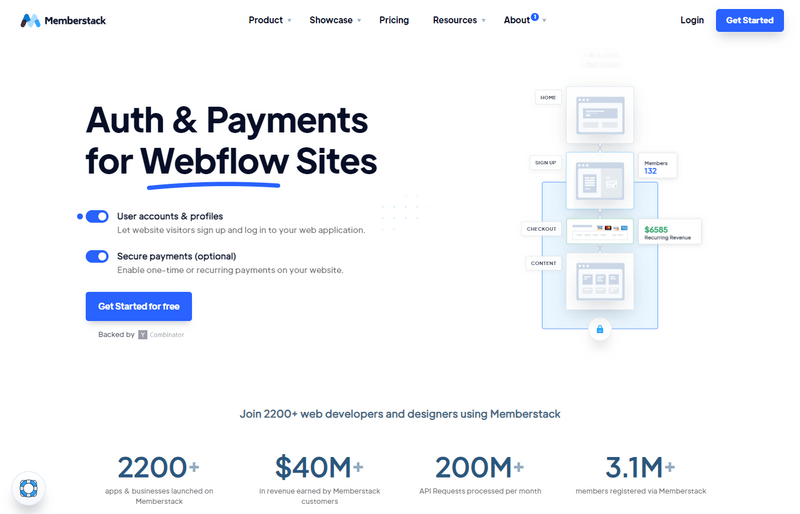 Memberstack
Product
Showcase
Pricing
Resources
About
1
Login
Get Started
Auth & Payments
for Webflow Sites
User accounts & profiles
Let website visitors sign up and log in to your web application.
Secure payments (optional)
Enable one-time or recurring payments on your website.
Get Started for free
Backed by Y Combinator
HOME
SIGN UP
Members
132
CHECKOUT
$6585
Recurring Revenue
CONTENT
Join 2200+ web developers and designers using Memberstack
2200+
apps & businesses launched on
Memberstack
$40M+
in revenue earned by Memberstack
customers
200M+
API Requests processed per month
3.1M+
members registered via Memberstack